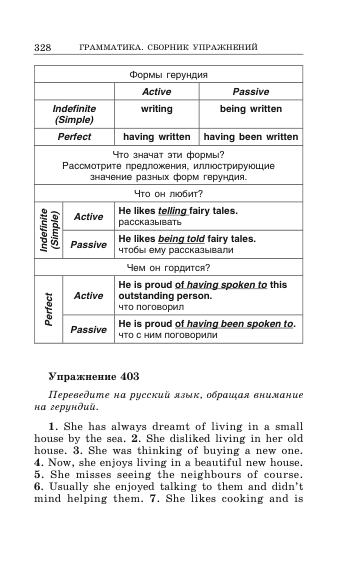 328 ГРАММАТИКА. СБОРНИК УПРАЖНЕНИЙ
Формы герундия
Active Passive
Indefinite writing being written
(Simple)
Perfect having written having been written
Что значат эти формы?
Рассмотрите предложения, иллюстрирующие
значение разных форм герундия.
Что он любит?
Indefinite
(Simple)
Active
He likes telling fairy tales.
рассказывать
Passive
He likes being told fairy tales.
чтобы ему рассказывали
Чем он гордится?
Perfect
Active
He is proud of having spoken to this
outstanding person.
что поговорил
Passive
He is proud of having been spoken to.
что с ним поговорили
Упражнение 403
Переведите на русский язык, обращая внимание
на герундий.
1. She has always dreamt of living in a small
house by the sea. 2. She disliked living in her old
house. 3. She was thinking of buying a new one.
4. Now, she enjoys living in a beautiful new house.
5. She misses seeing the neighbours of course.
6. Usually she enjoyed talking to them and didn't
mind helping them. 7. She likes cooking and is